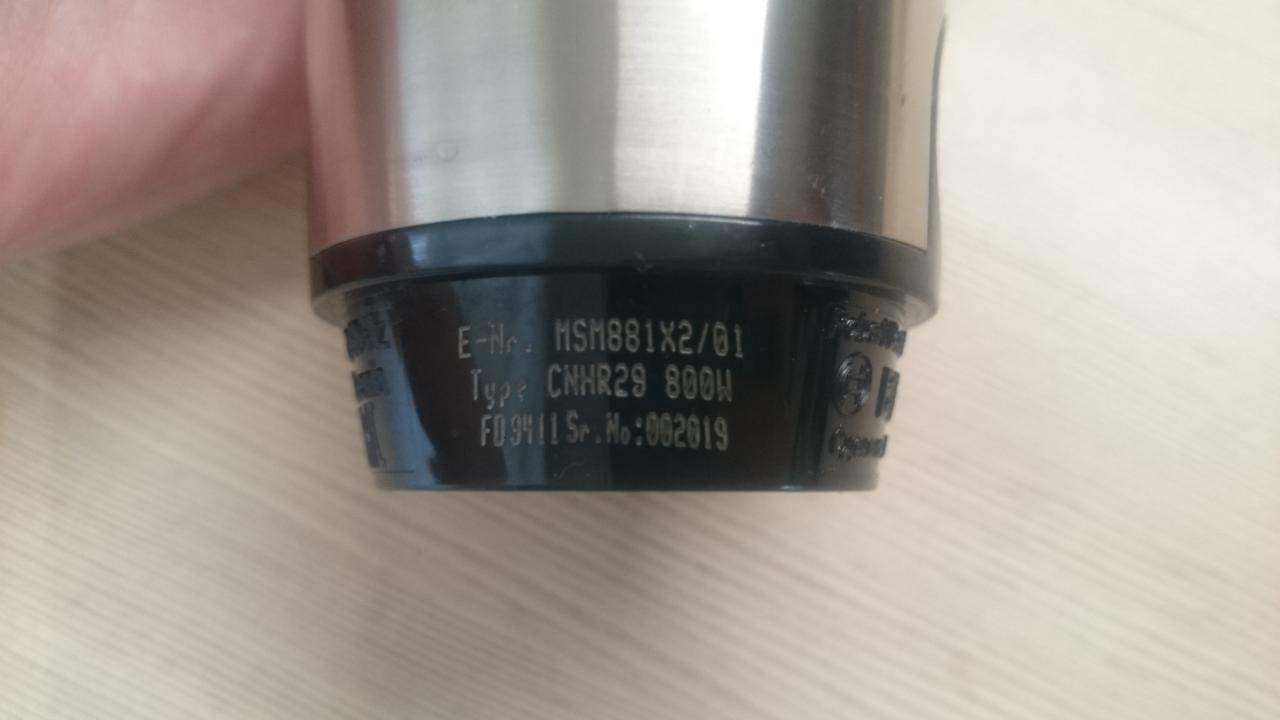 E-Nr. MSM881X2/01
Type CNHR29 800W
FD9411 Sr.No:002019